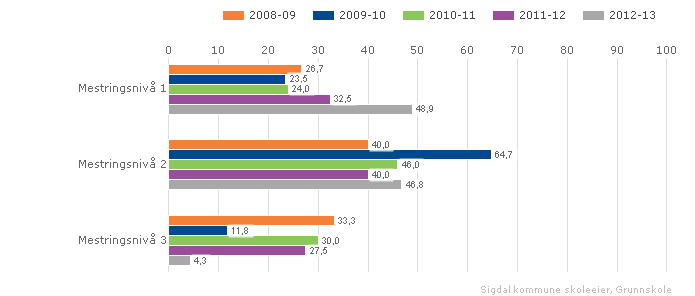 2008-09 2009-10 2010-11 2011-12 2012-13
0 10 20 30 40 50 60 70 80 90 100
Mestringsnivå 1
26,7
23,5
24,0
32,5
48,9
Mestringsnivå 2
40,0
64,7
46,0
40,0
46,8
Mestringsnivå 3
33,3
11,8
30,0
27,5
4,3
Sigdal kommune skoleeier, Grunnskole